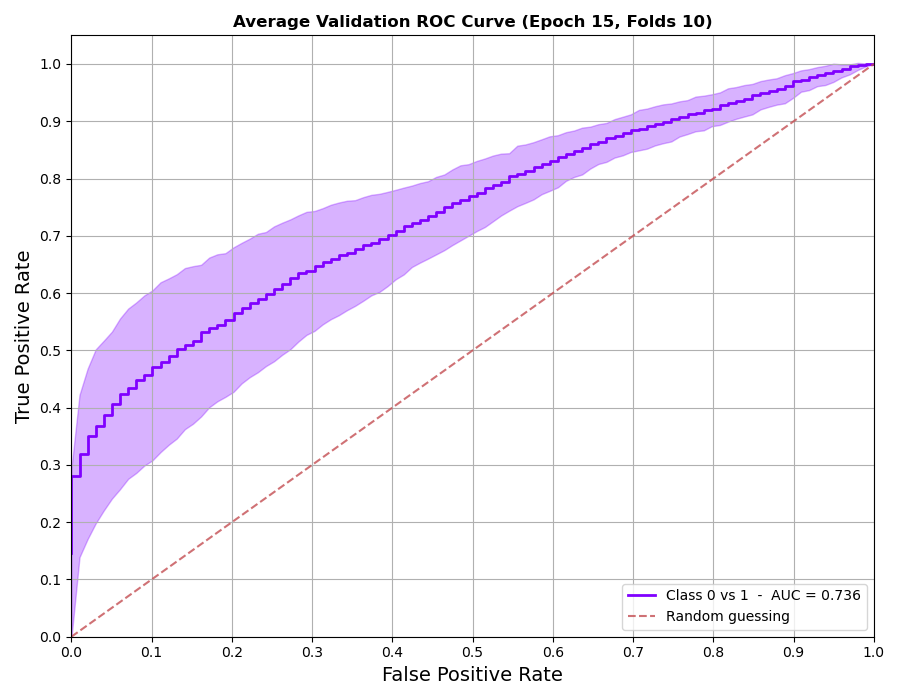 Average Validation ROC Curve (Epoch 15, Folds 10)
True Positive Rate
1.0
0.9
0.8
0.7
0.6
0.5
0.4
0.3
0.2
0.1
0.0
Class 0 vs 1 - AUC = 0.736
Random guessing
0.0 0.1 0.2 0.3 0.4 0.5 0.6 0.7 0.8 0.9 1.0
False Positive Rate